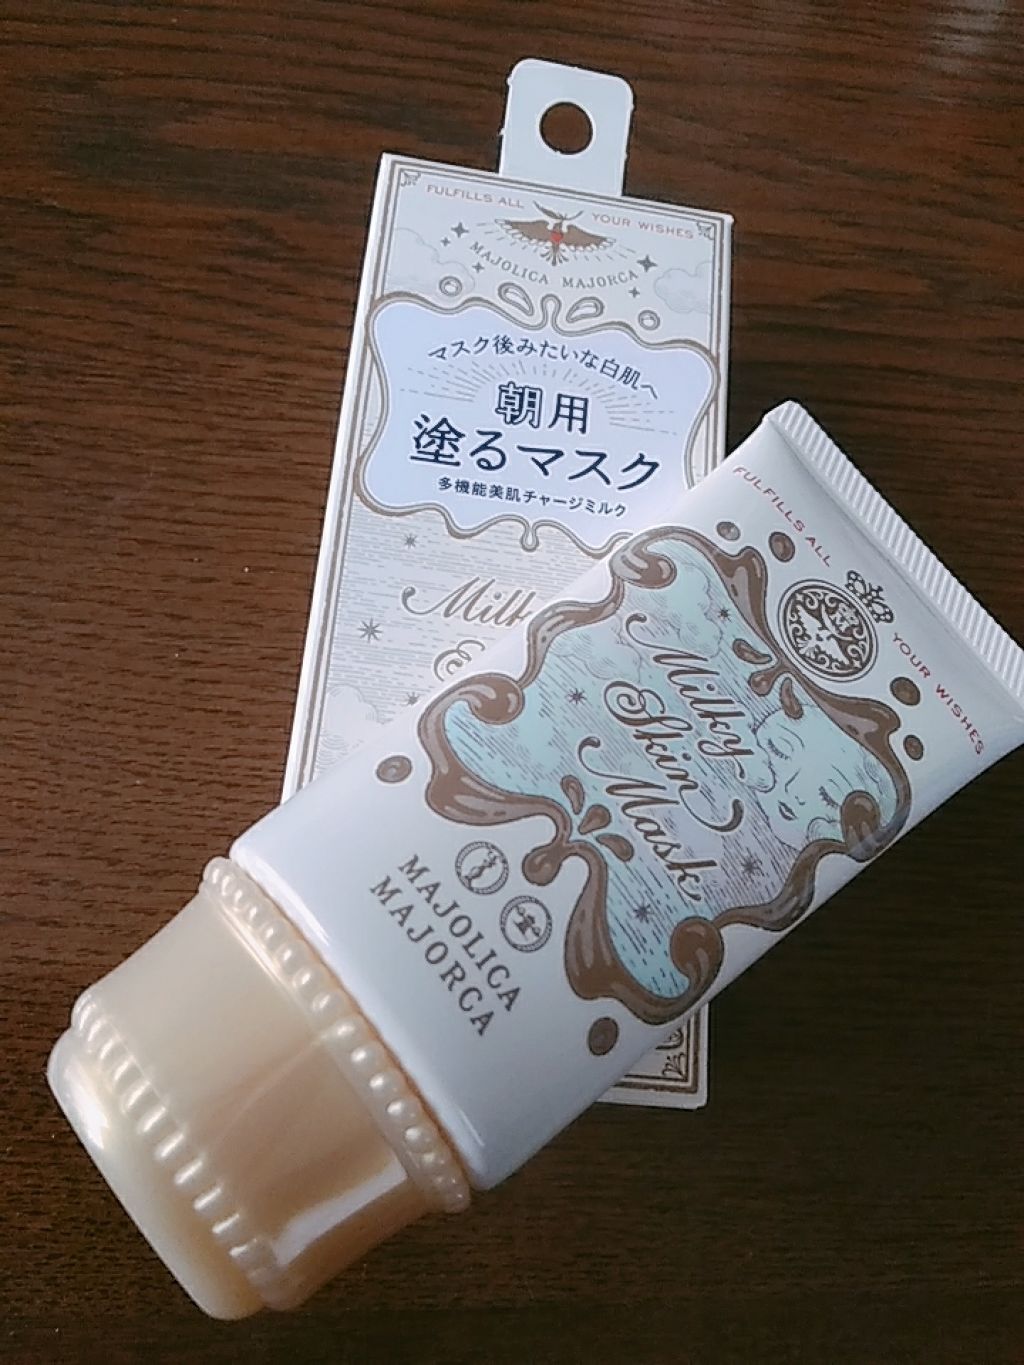 FULFILLS ALL YOUR WISHES
MAJOLICA MAJORCA
マスク後みたいな白肌へ
朝用
塗るマスク
多機能美肌チャージミルク
Milk
FULFILLS ALL YOUR WISHES
Milky
Skin
Mask
MAJOLICA
MAJORCA